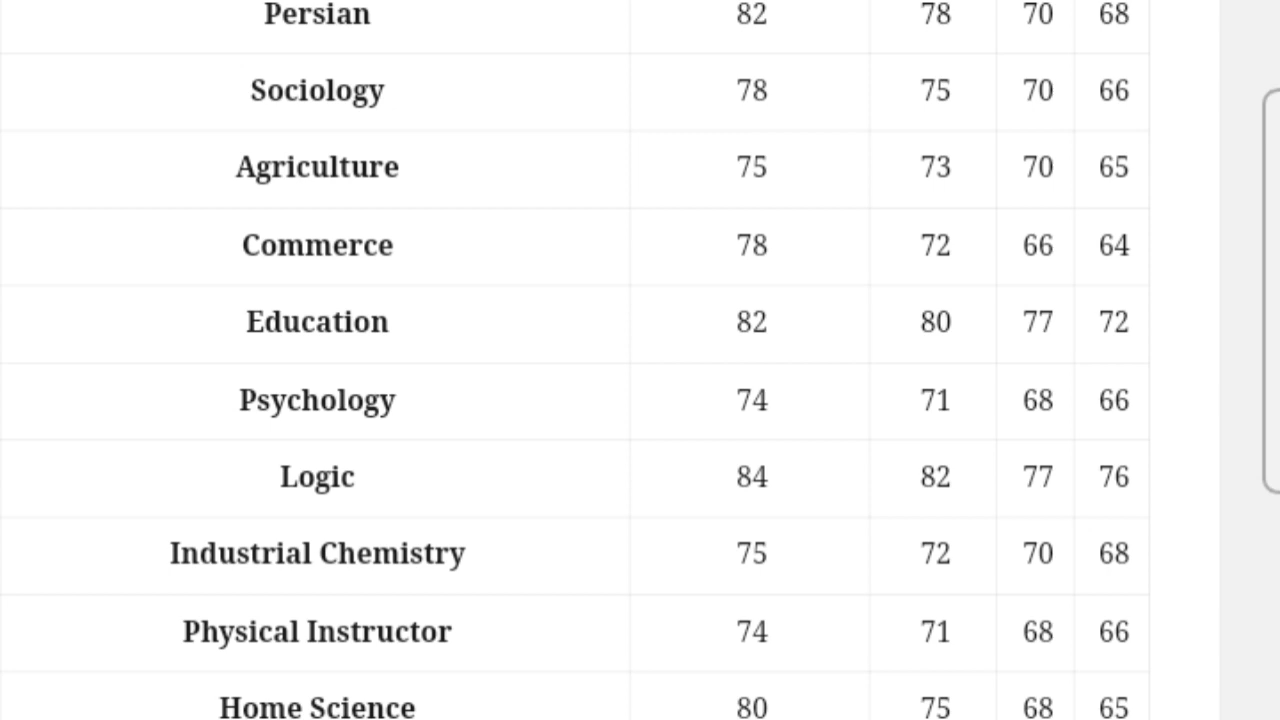 Persian 82 78 70 68
Sociology 78 75 70 66
Agriculture 75 73 70 65
Commerce 78 72 66 64
Education 82 80 77 72
Psychology 74 71 68 66
Logic 84 82 77 76
Industrial Chemistry 75 72 70 68
Physical Instructor 74 71 68 66
Home Science 80 75 68 65